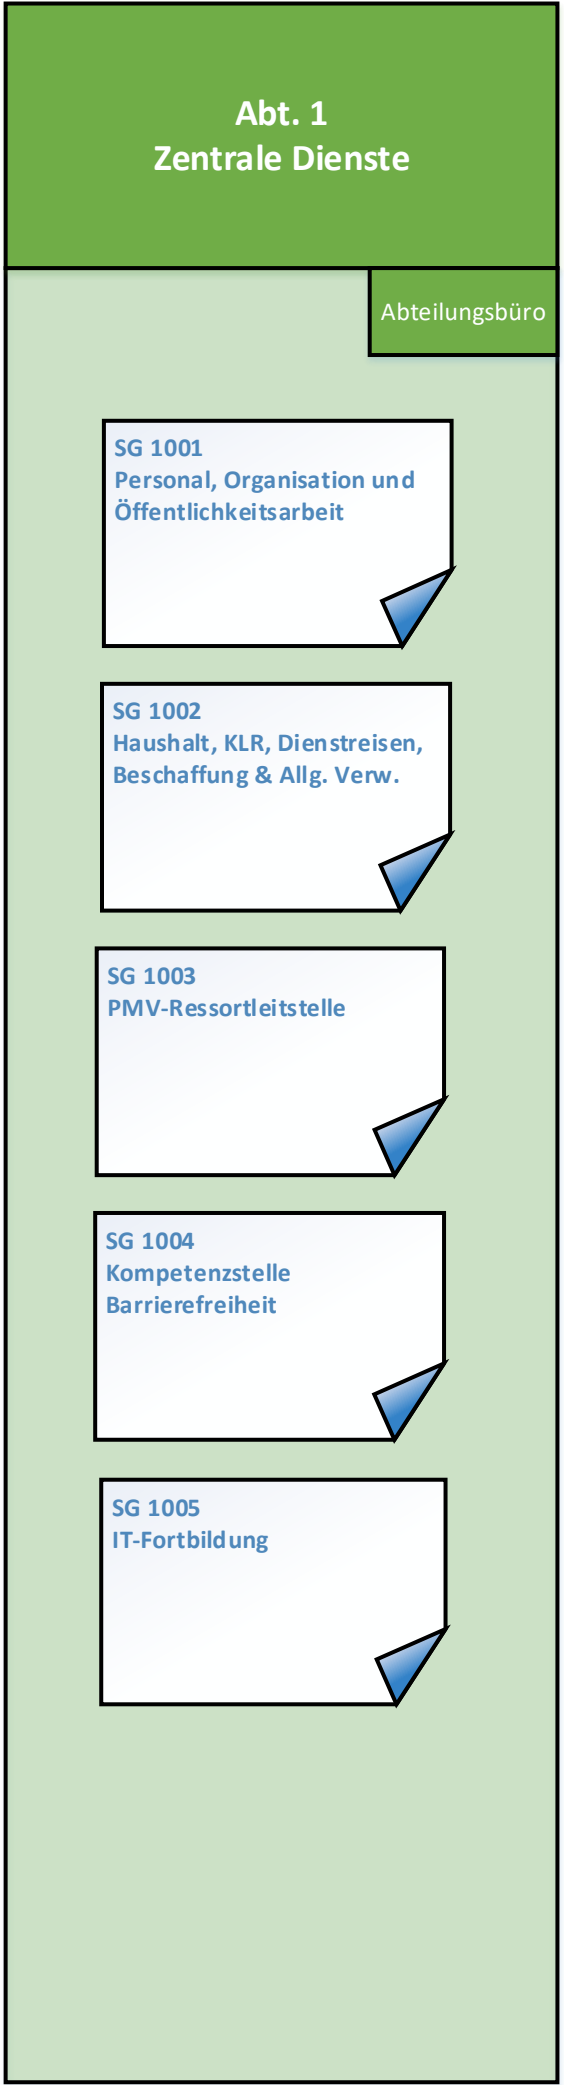 Abt. 1
Zentrale Dienste
Abteilungsbüro
SG 1001
Personal, Organisation und
Öffentlichkeitsarbeit
SG 1002
Haushalt, KLR, Dienstreisen,
Beschaffung & Allg. Verw.
SG 1003
PMV-Ressortleitstelle
SG 1004
Kompetenzstelle
Barrierefreiheit
SG 1005
IT-Fortbildung